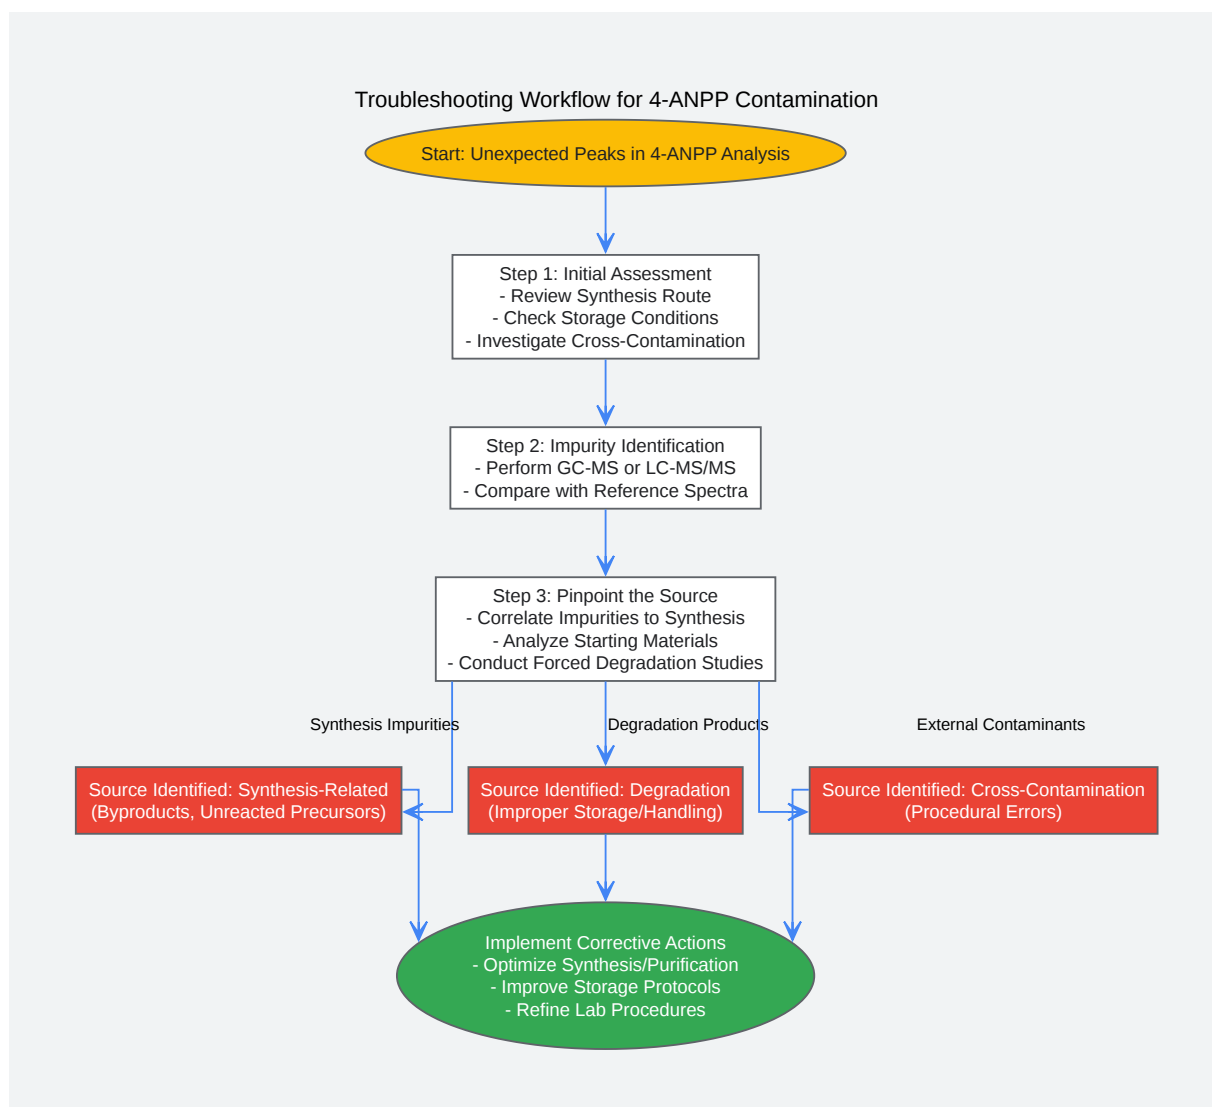 Troubleshooting Workflow for 4-ANPP Contamination
Start: Unexpected Peaks in 4-ANPP Analysis
Step 1: Initial Assessment
- Review Synthesis Route
- Check Storage Conditions
- Investigate Cross-Contamination
Step 2: Impurity Identification
- Perform GC-MS or LC-MS/MS
- Compare with Reference Spectra
Step 3: Pinpoint the Source
- Correlate Impurities to Synthesis
- Analyze Starting Materials
- Conduct Forced Degradation Studies
Synthesis Impurities
Degradation Products
External Contaminants
Source Identified: Synthesis-Related
(Byproducts, Unreacted Precursors)
Source Identified: Degradation
(Improper Storage/Handling)
Source Identified: Cross-Contamination
(Procedural Errors)
Implement Corrective Actions
- Optimize Synthesis/Purification
- Improve Storage Protocols
- Refine Lab Procedures